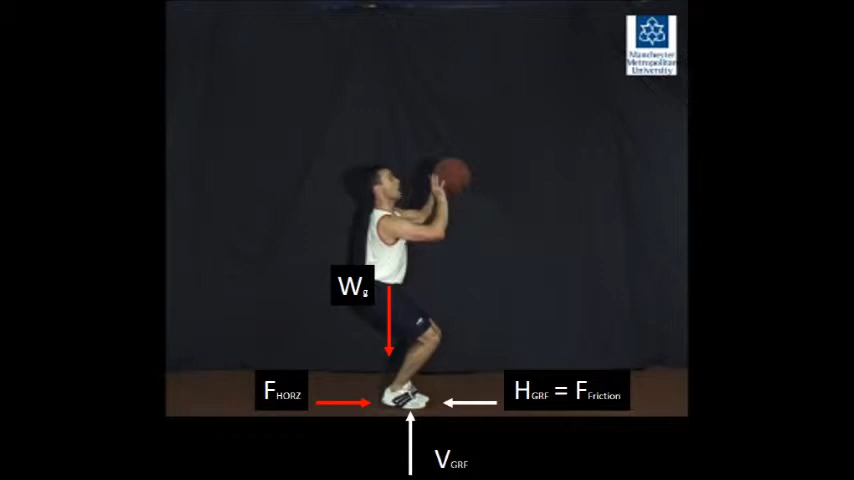 Manchester
Metropolitan
University
Wg
FHORZ
HGRF = FFriction
VGRF